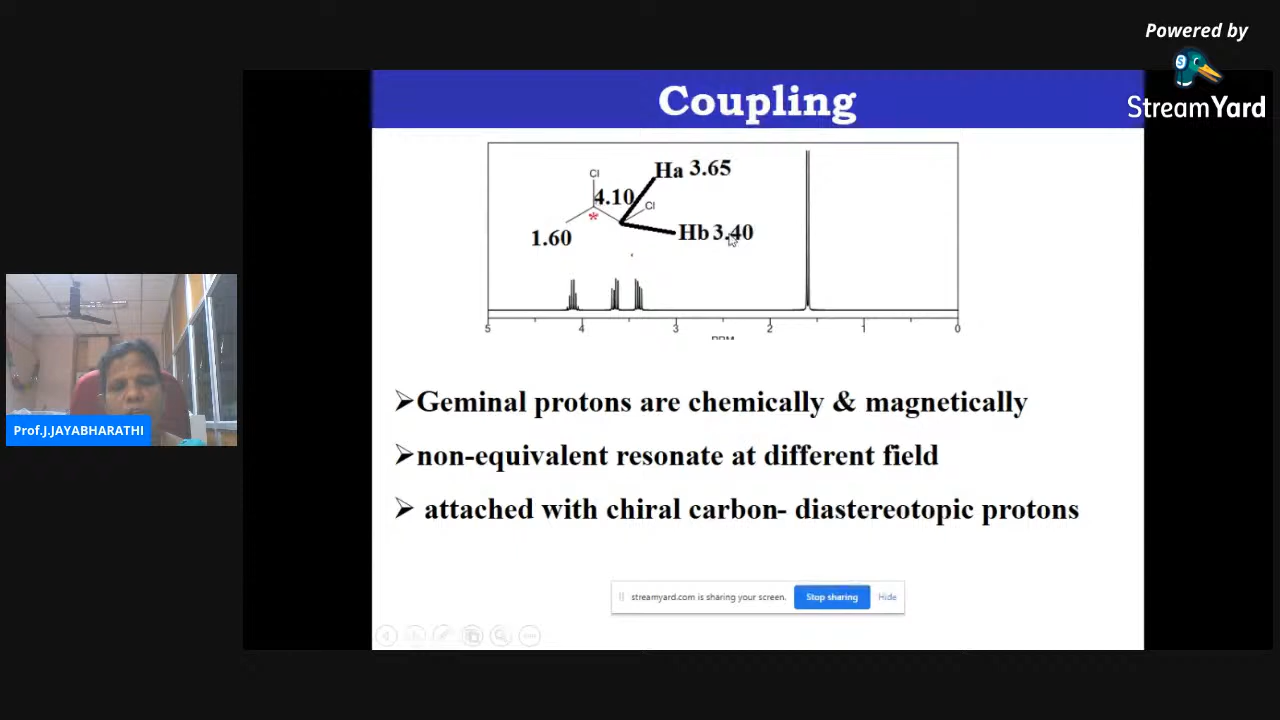 Powered by
StreamYard
Coupling
Cl
Ha 3.65
4.10
Cl
*
1.60
Hb 3.40
5 4 3 2 1 0
➢Geminal protons are chemically & magnetically
➢non-equivalent resonate at different field
➢ attached with chiral carbon- diastereotopic protons
Prof.J.JAYABHARATHI
streamyard.com is sharing your screen. Stop sharing Hide